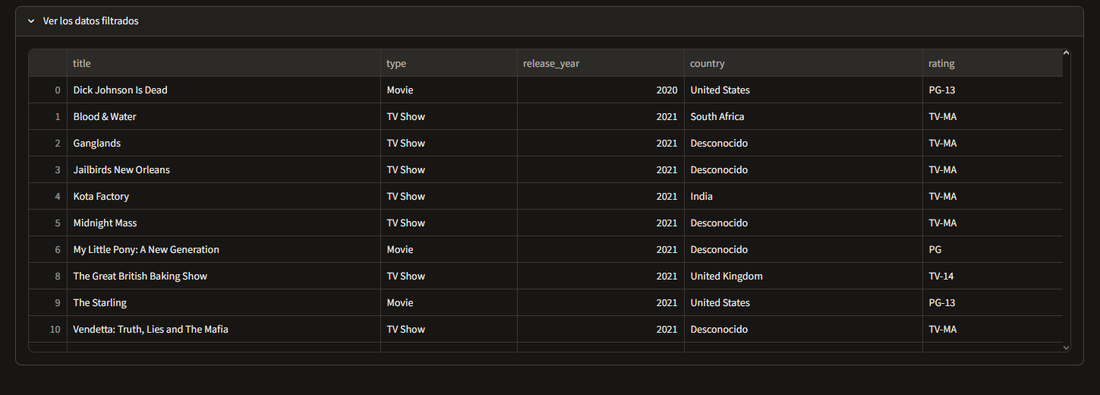 Ver los datos filtrados
title type release_year country rating
0 Dick Johnson Is Dead Movie 2020 United States PG-13
1 Blood & Water TV Show 2021 South Africa TV-MA
2 Ganglands TV Show 2021 Desconocido TV-MA
3 Jailbirds New Orleans TV Show 2021 Desconocido TV-MA
4 Kota Factory TV Show 2021 India TV-MA
5 Midnight Mass TV Show 2021 Desconocido TV-MA
6 My Little Pony: A New Generation Movie 2021 Desconocido PG
8 The Great British Baking Show TV Show 2021 United Kingdom TV-14
9 The Starling Movie 2021 United States PG-13
10 Vendetta: Truth, Lies and The Mafia TV Show 2021 Desconocido TV-MA